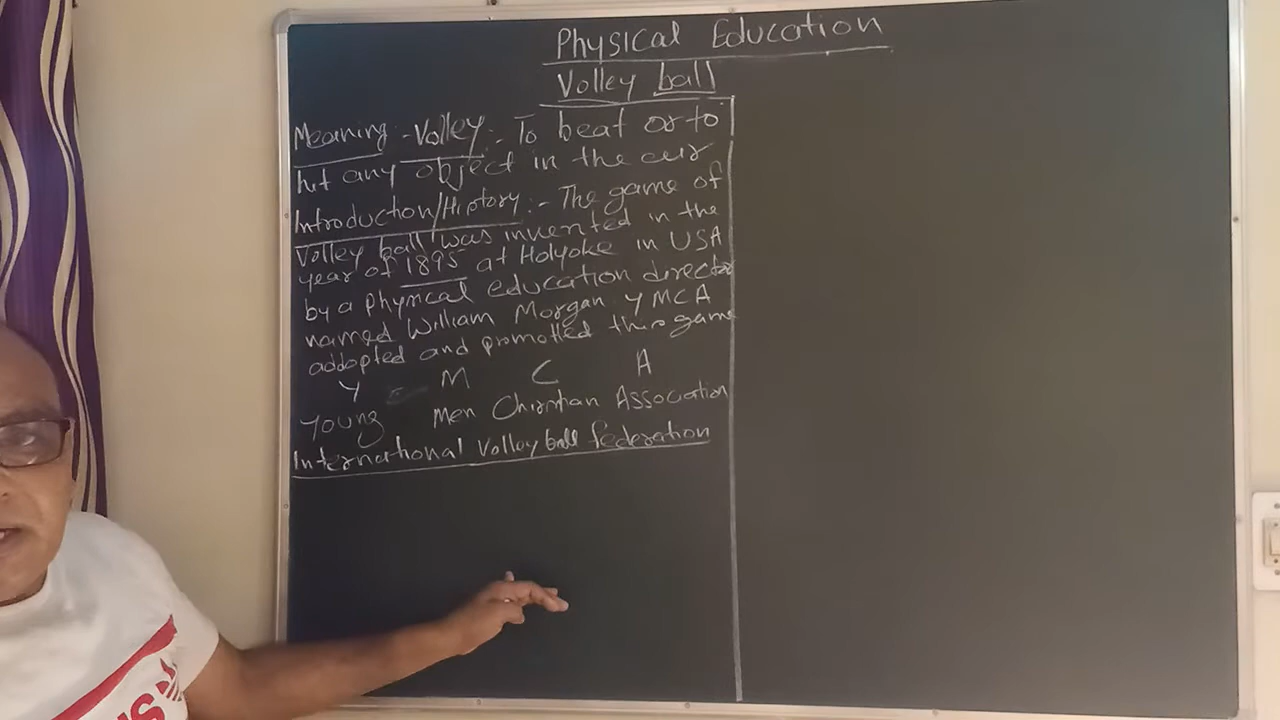 Physical Education
Volley ball
Meaning - Volley:- To beat or to
hit any object in the air
Introduction/History:- The game of
Volley ball was invented in the
year of 1895 at Holyoke in USA
by a physical education director
named William Morgan YMCA
addopted and promotted this game
Y M C A
Young Men Christian Association
International Volley ball federation